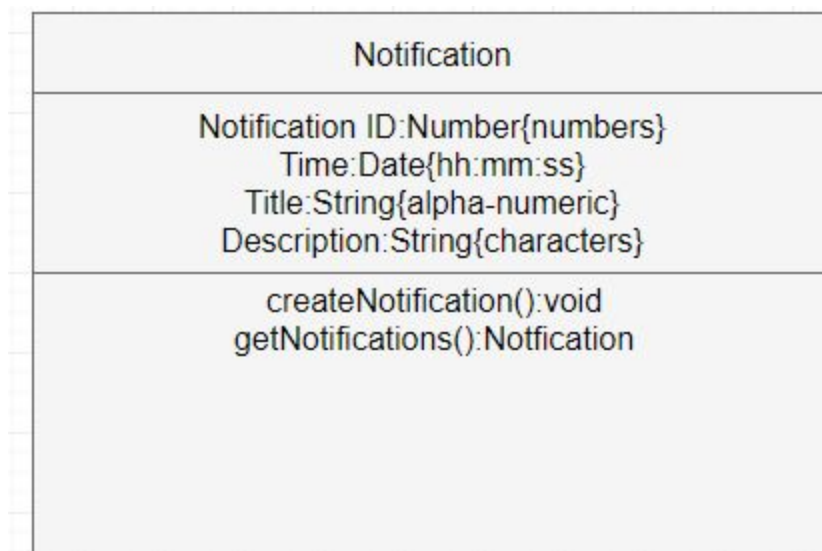 Notification
Notification ID:Number{numbers}
Time:Date{hh:mm:ss}
Title:String{alpha-numeric}
Description:String{characters}
createNotification():void
getNotifications():Notfication